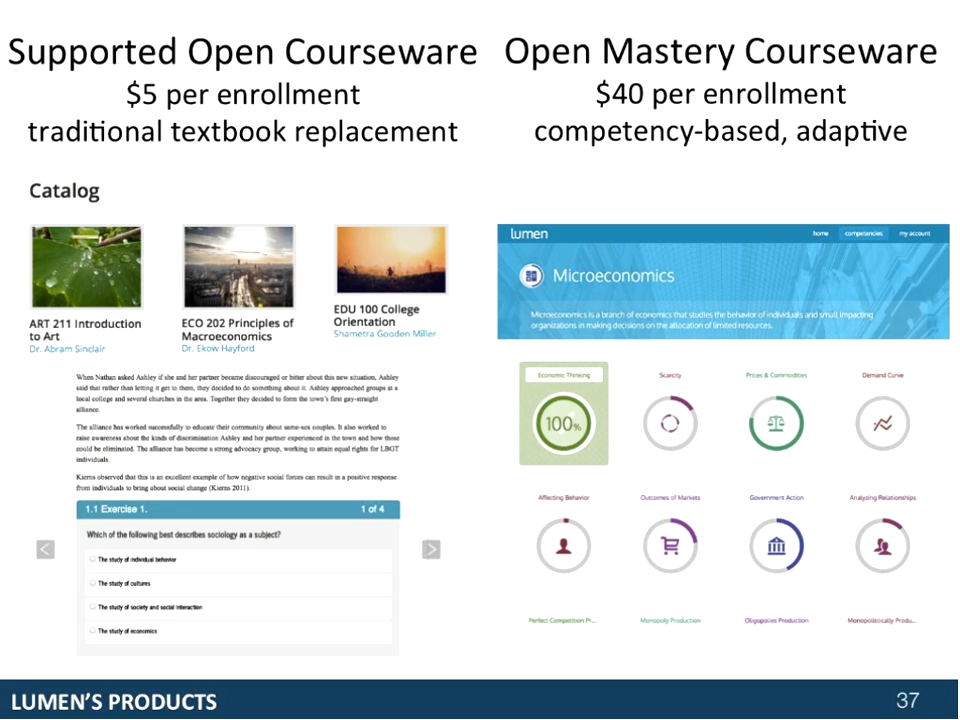 Supported Open Courseware
$5 per enrollment
traditional textbook replacement
Open Mastery Courseware
$40 per enrollment
competency-based, adaptive
Catalog
ART 211 Introduction
to Art
Dr. Abram Sinclair
ECO 202 Principles of
Macroeconomics
Dr. Ekow Hayford
EDU 100 College
Orientation
Shametra Gooden Miller
When Nathan asked Ashley if she and her partner became discouraged or bitter about this new situation, Ashley
said that rather than letting it get to them, they decided to do something about it. Ashley approached groups at a
local college and several churches in the area. Together they decided to form the town's first gay-straight
alliance.
The alliance has worked successfully to educate their community about same-sex couples. It also worked to
raise awareness about the kinds of discrimination Ashley and her partner experienced in the town and how those
could be eliminated. The alliance has become a strong advocacy group, working to attain equal rights for LBGT
individuals.
Kierns observed that this is an excellent example of how negative social forces can result in a positive response
from individuals to bring about social change (Kierns 2011).
1.1 Exercise 1.
1 of 4
Which of the following best describes sociology as a subject?
The study of individual behavior
The study of cultures
The study of society and social interaction
The study of economics
lumen
home competencies my account
Microeconomics
Microeconomics is a branch of economics that studies the behavior of individuals and small impacting
organizations in making decisions on the allocation of limited resources.
Economic Thinking
Scarcity
Prices & Commodities
Demand Curve
100%
Affecting Behavior
Outcomes of Markets
Government Action
Analyzing Relationships
Perfect Competition Pr...
Monopoly Production
Oligopolies Production
Monopolistically Produ...
LUMEN'S PRODUCTS
37